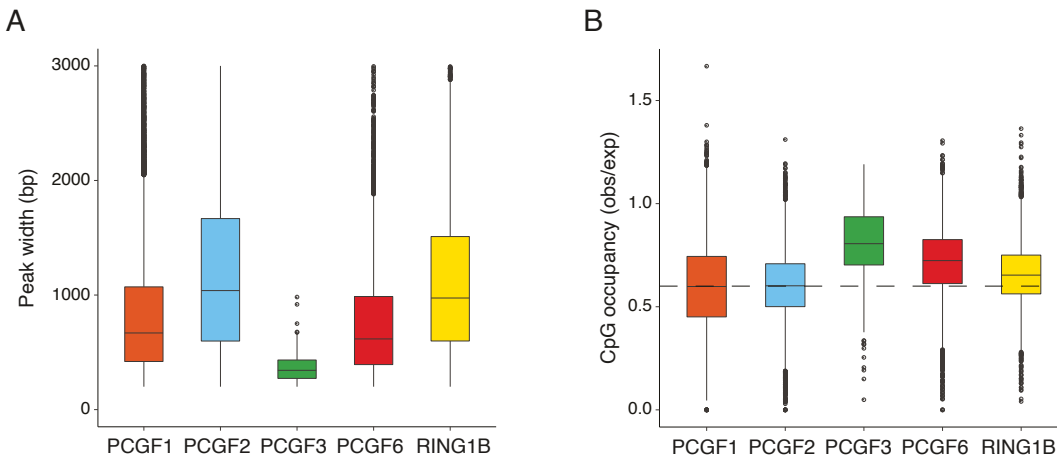 A
Peak width (bp)
3000
2000
1000
0
PCGF1 PCGF2 PCGF3 PCGF6 RING1B
B
CpG occupancy (obs/exp)
1.5
1.0
0.5
0.0
PCGF1 PCGF2 PCGF3 PCGF6 RING1B